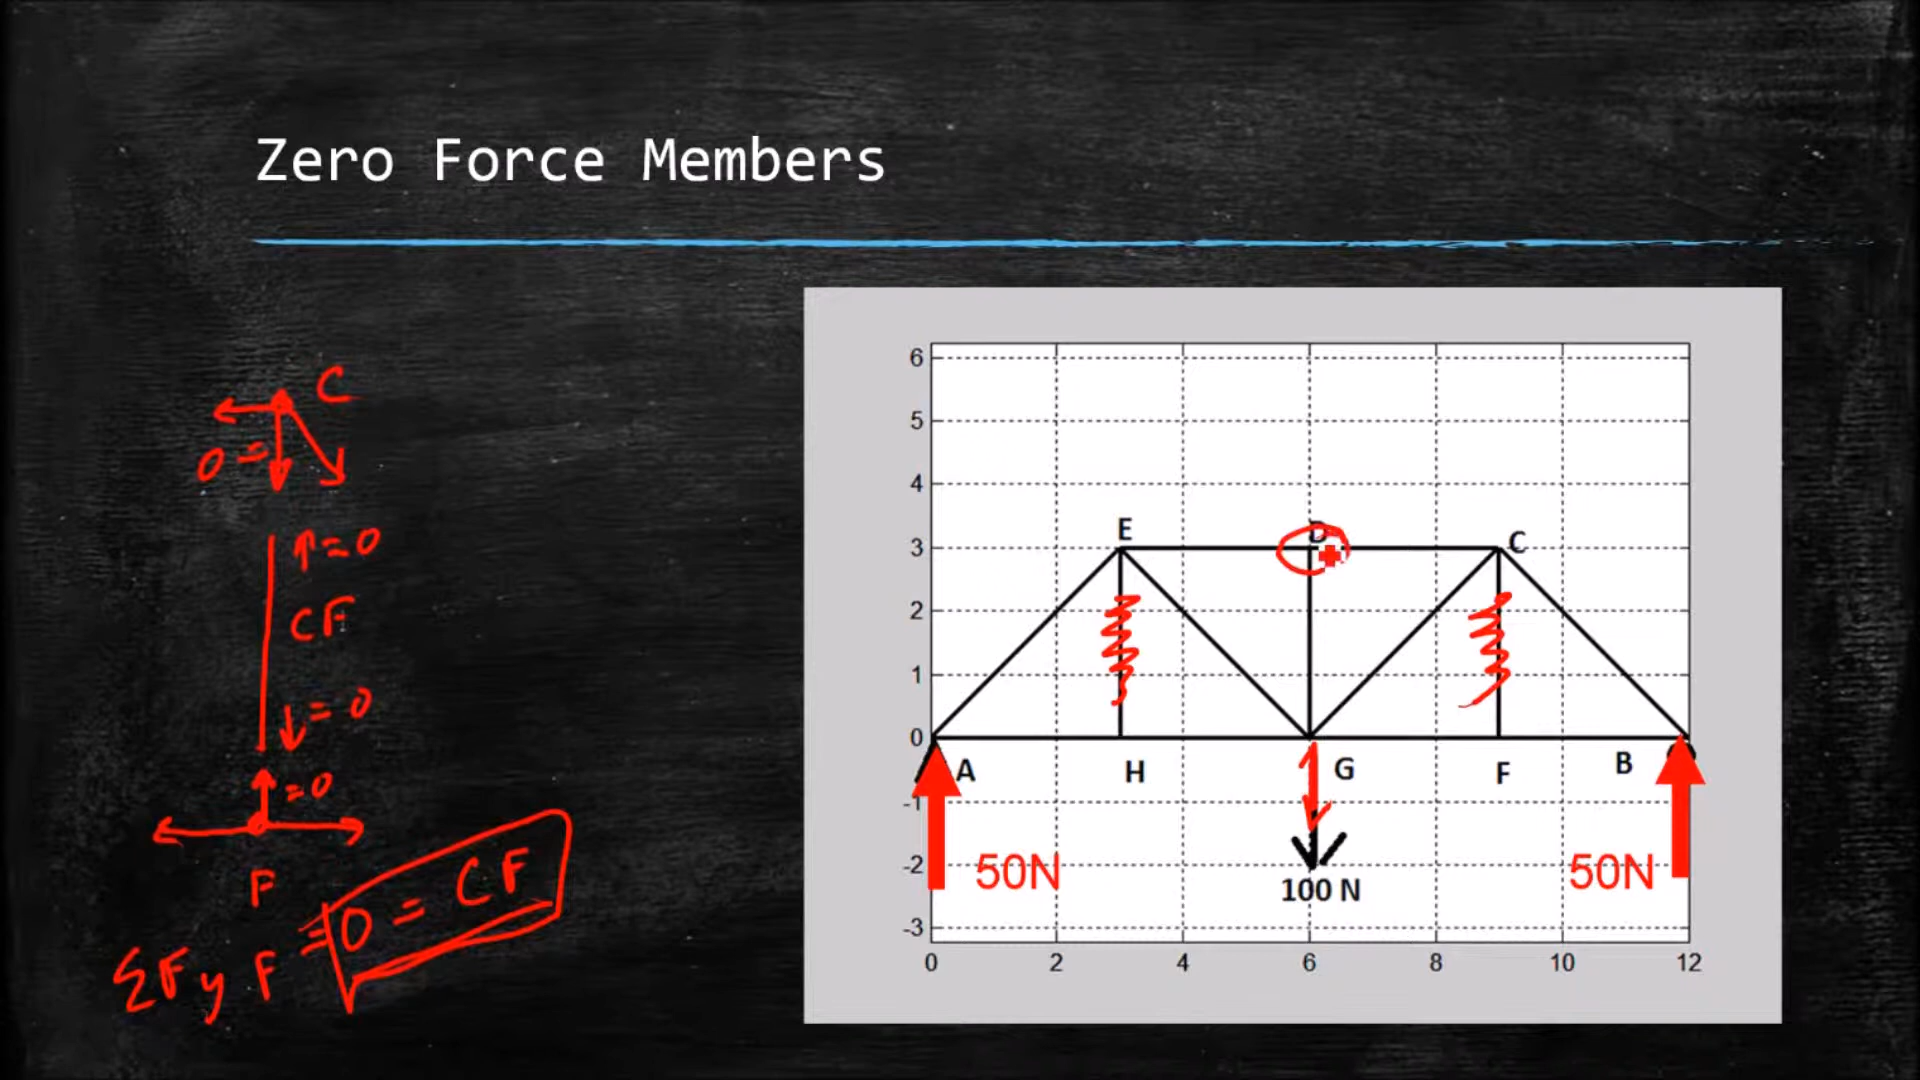 Zero Force Members
C
0 =
↑ = 0
CF
↓ = 0
= 0
F
ΣFy F = 0 = CF
6
5
4
3
2
1
0
-1
-2
-3
E
D
C
A
H
G
F
B
50N
100 N
50N
0 2 4 6 8 10 12